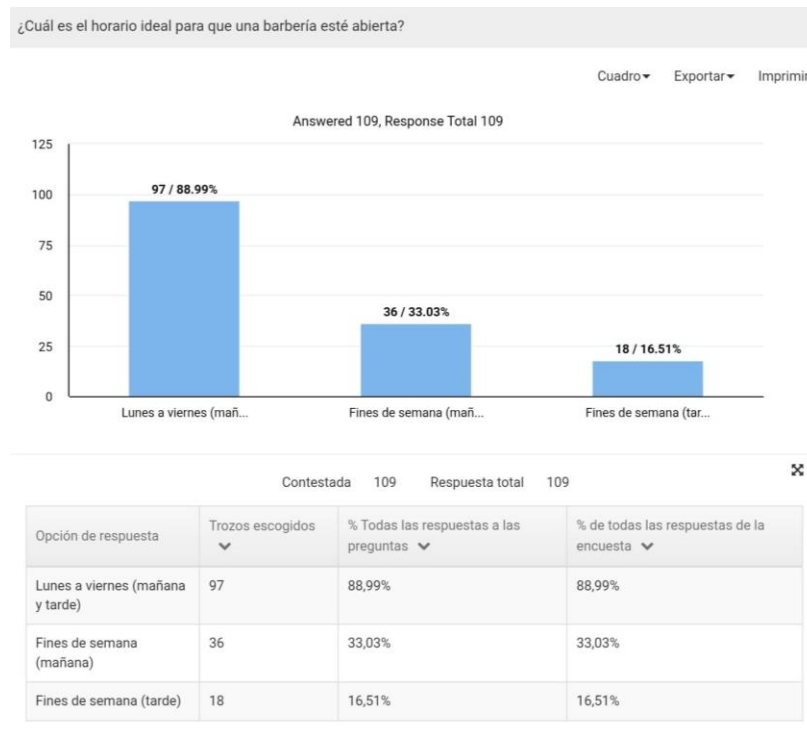 ¿Cuál es el horario ideal para que una barbería esté abierta?
Cuadro Exportar Imprimir
Answered 109, Response Total 109
125
100
75
50
25
0
97 / 88.99%
36 / 33.03%
18 / 16.51%
Lunes a viernes (mañ... Fines de semana (mañ... Fines de semana (tar...
Contestada 109 Respuesta total 109
Opción de respuesta
Trozos escogidos
% Todas las respuestas a las
preguntas
% de todas las respuestas de la
encuesta
Lunes a viernes (mañana
y tarde)
97
88,99%
88,99%
Fines de semana
(mañana)
36
33,03%
33,03%
Fines de semana (tarde)
18
16,51%
16,51%